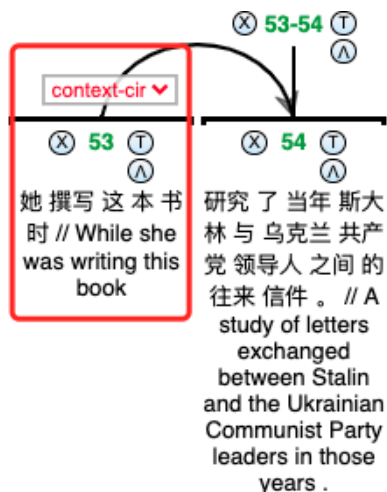 X 53-54 T
Λ
context-cir
X 53 T
Λ
她 撰写 这 本 书
时 // While she
was writing this
book
X 54 T
Λ
研究 了 当年 斯大
林 与 乌克兰 共产
党 领导人 之间 的
往来 信件 。 // A
study of letters
exchanged
between Stalin
and the Ukrainian
Communist Party
leaders in those
years .